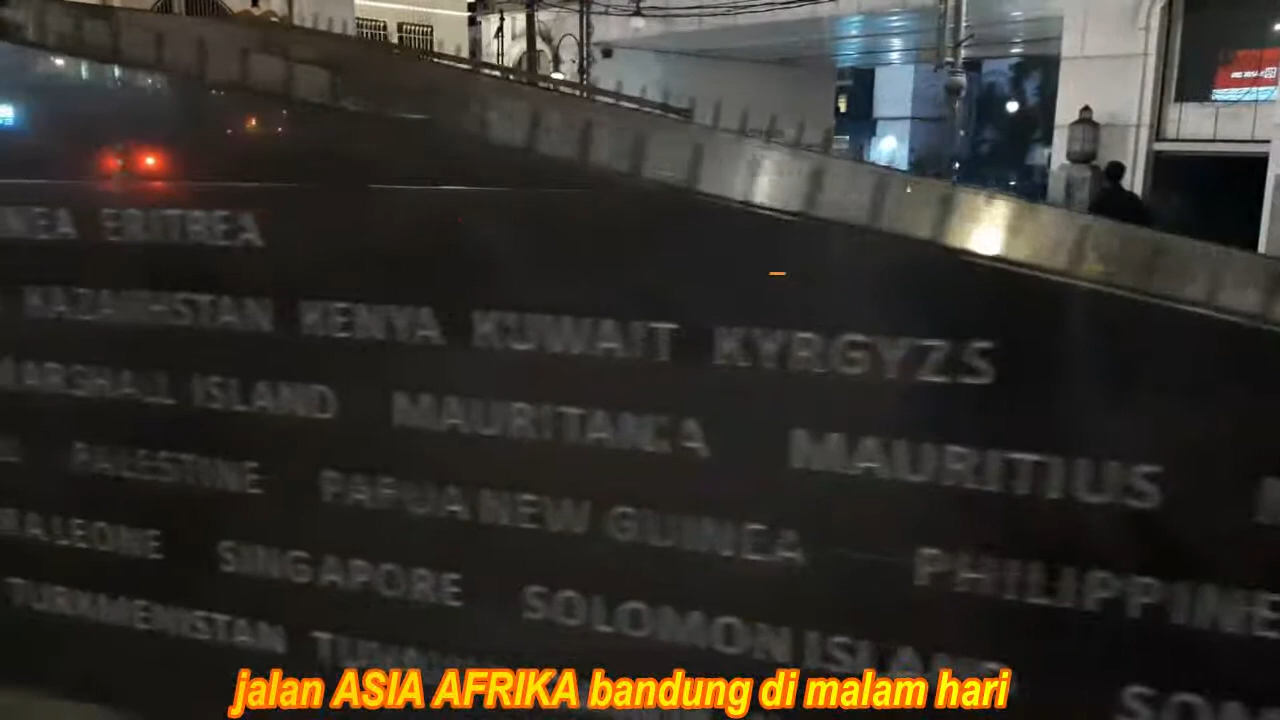 ERITREA
KAZAKHSTAN KENYA KUWAIT KYRGYZS
MARSHALL ISLAND MAURITANIA MAURITIUS
PALESTINE PAPUA NEW GUINEA PHILIPPINE
SINGAPORE SOLOMON ISLAND
TURKMENISTAN
jalan ASIA AFRIKA bandung di malam hari